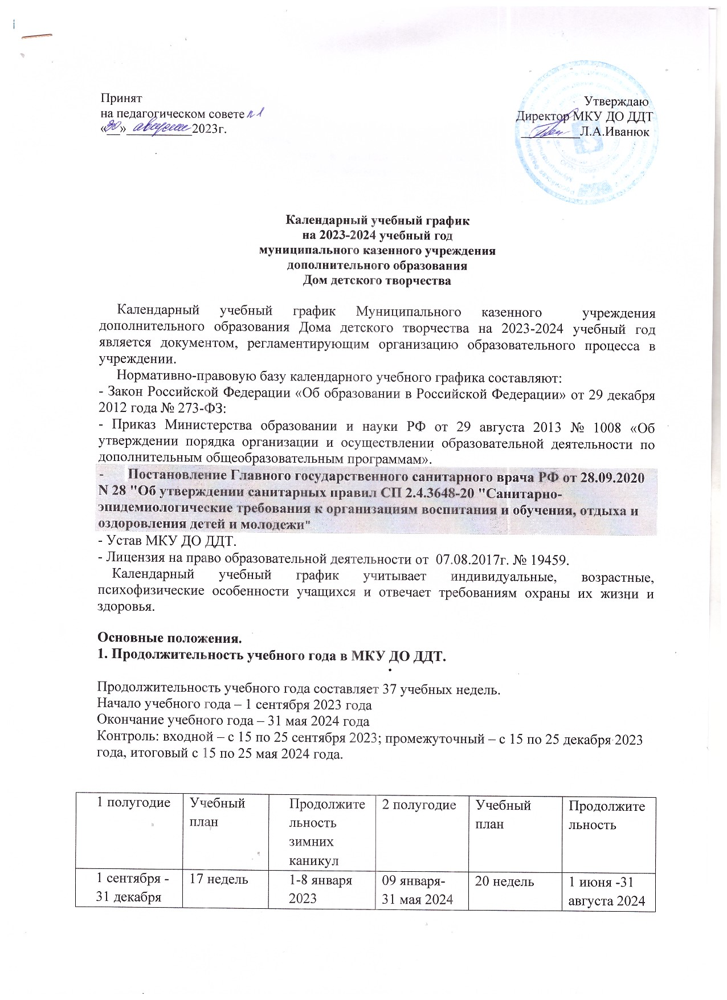 Принят
на педагогическом совете №1
«30» августа 2023г.
Утверждаю
Директор МКУ ДО ДДТ
Л.А.Иванюк
Календарный учебный график
на 2023-2024 учебный год
муниципального казенного учреждения
дополнительного образования
Дом детского творчества
Календарный учебный график Муниципального казенного учреждения
дополнительного образования Дома детского творчества на 2023-2024 учебный год
является документом, регламентирующим организацию образовательного процесса в
учреждении.
Нормативно-правовую базу календарного учебного графика составляют:
- Закон Российской Федерации «Об образовании в Российской Федерации» от 29 декабря
2012 года № 273-ФЗ:
- Приказ Министерства образовании и науки РФ от 29 августа 2013 № 1008 «Об
утверждении порядка организации и осуществлении образовательной деятельности по
дополнительным общеобразовательным программам».
- Постановление Главного государственного санитарного врача РФ от 28.09.2020
N 28 "Об утверждении санитарных правил СП 2.4.3648-20 "Санитарно-
эпидемиологические требования к организациям воспитания и обучения, отдыха и
оздоровления детей и молодежи"
- Устав МКУ ДО ДДТ.
- Лицензия на право образовательной деятельности от 07.08.2017г. № 19459.
Календарный учебный график учитывает индивидуальные, возрастные,
психофизические особенности учащихся и отвечает требованиям охраны их жизни и
здоровья.
Основные положения.
1. Продолжительность учебного года в МКУ ДО ДДТ.
Продолжительность учебного года составляет 37 учебных недель.
Начало учебного года – 1 сентября 2023 года
Окончание учебного года – 31 мая 2024 года
Контроль: входной – с 15 по 25 сентября 2023; промежуточный – с 15 по 25 декабря 2023
года, итоговый с 15 по 25 мая 2024 года.
1 полугодие
Учебный
план
Продолжите
льность
зимних
каникул
2 полугодие
Учебный
план
Продолжите
льность
1 сентября -
31 декабря
17 недель
1-8 января
2023
09 января-
31 мая 2024
20 недель
1 июня -31
августа 2024